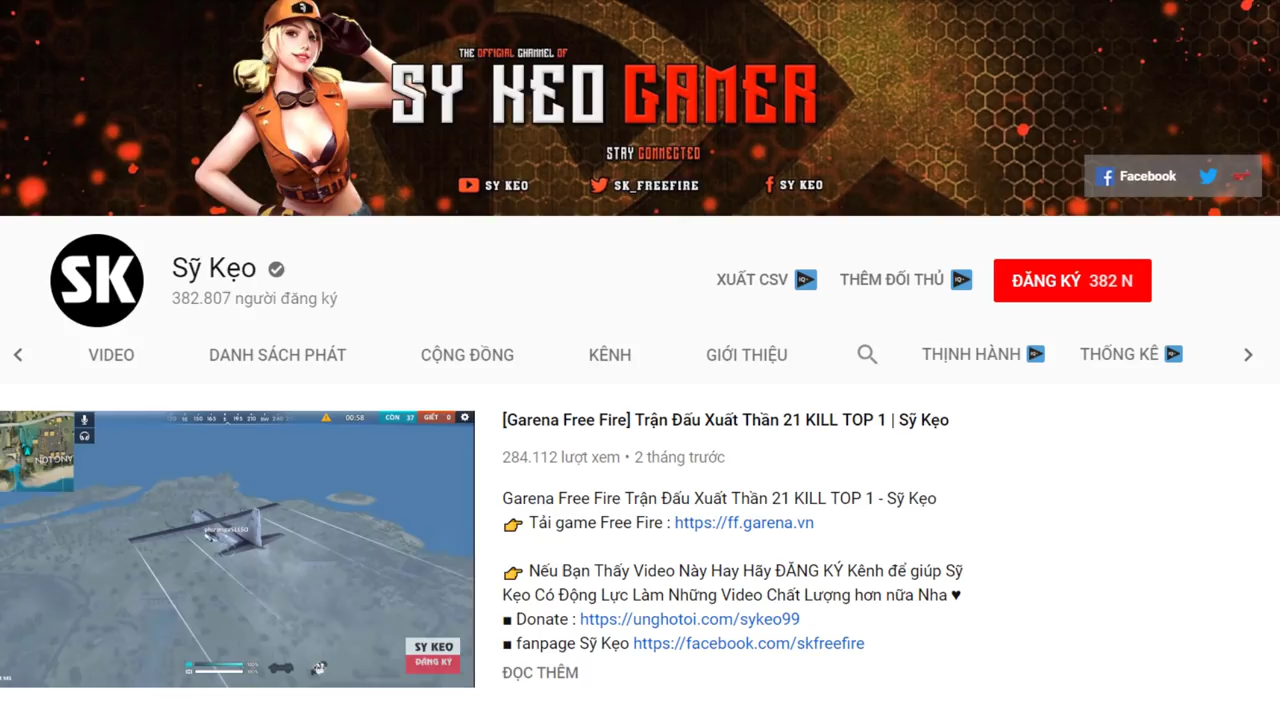 THE OFFICIAL CHANNEL OF
SY KEO GAMER
STAY CONNECTED
SY KEO SK_FREEFIRE SY KEO
Facebook
SK
Sỹ Kẹo
382.807 người đăng ký
XUẤT CSV THÊM ĐỐI THỦ ĐĂNG KÝ 382 N
VIDEO DANH SÁCH PHÁT CỘNG ĐỒNG KÊNH GIỚI THIỆU THỊNH HÀNH THỐNG KÊ
00:58 CÒN 37 GIẾT 0
SY KEO
ĐĂNG KÝ
[Garena Free Fire] Trận Đấu Xuất Thần 21 KILL TOP 1 | Sỹ Kẹo
284.112 lượt xem • 2 tháng trước
Garena Free Fire Trận Đấu Xuất Thần 21 KILL TOP 1 - Sỹ Kẹo
👉 Tải game Free Fire : https://ff.garena.vn
👉 Nếu Bạn Thấy Video Này Hay Hãy ĐĂNG KÝ Kênh để giúp Sỹ
Kẹo Có Động Lực Làm Những Video Chất Lượng hơn nữa Nha ♥
■ Donate : https://unghotoi.com/sykeo99
■ fanpage Sỹ Kẹo https://facebook.com/skfreefire
ĐỌC THÊM